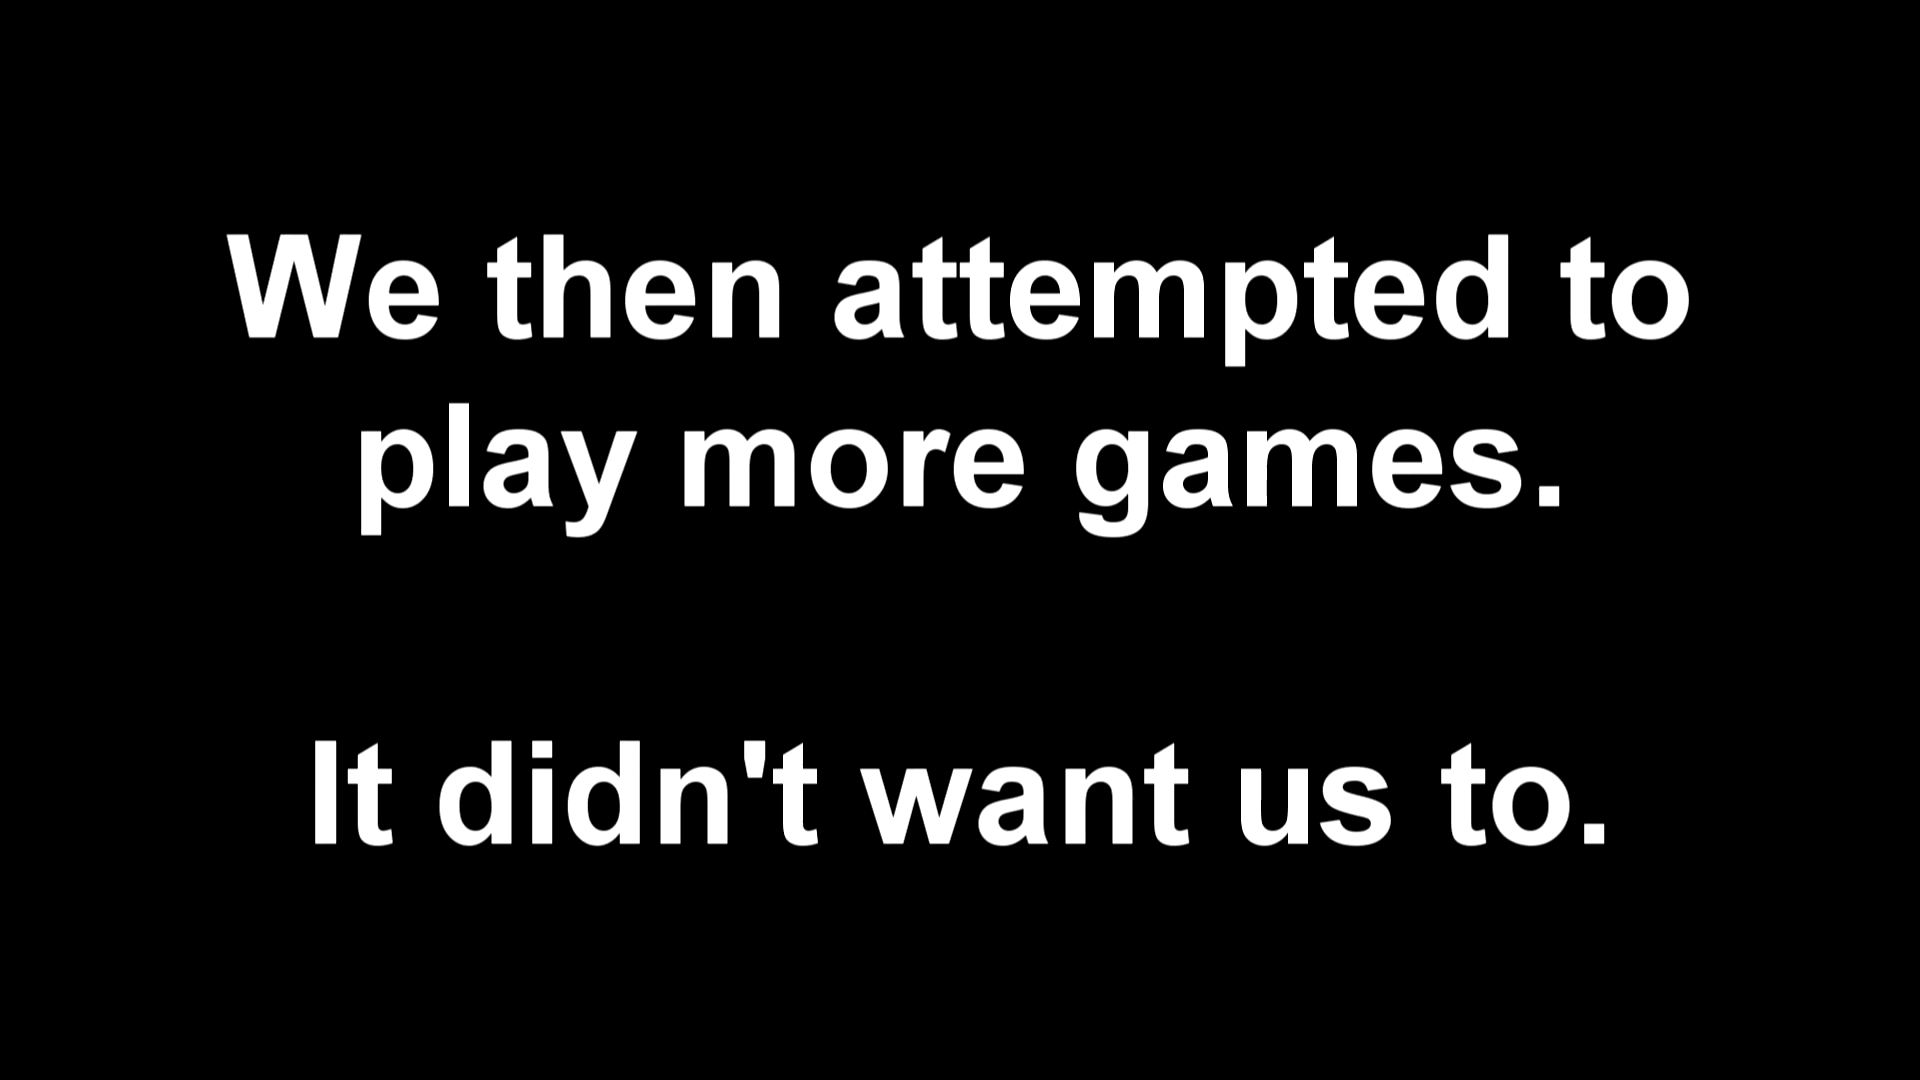 We then attempted to
play more games.
It didn't want us to.